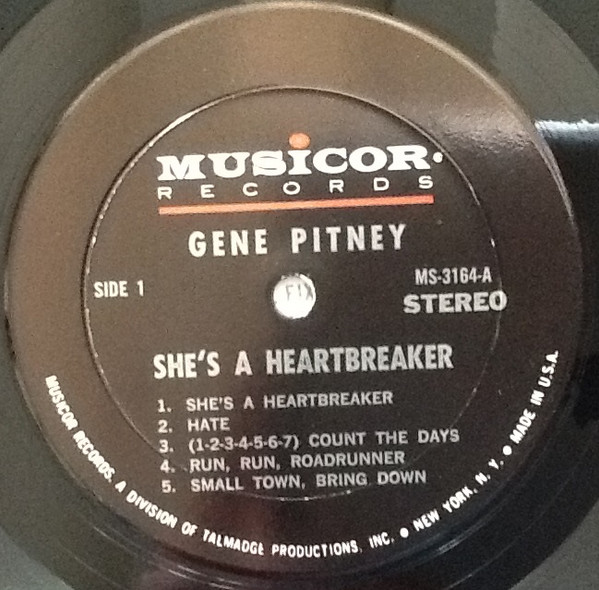 MUSICOR
RECORDS
GENE PITNEY
SIDE 1
MS-3164-A
STEREO
SHE'S A HEARTBREAKER
1. SHE'S A HEARTBREAKER
2. HATE
3. (1-2-3-4-5-6-7) COUNT THE DAYS
4. RUN, RUN, ROADRUNNER
5. SMALL TOWN, BRING DOWN
MUSICOR RECORDS, A DIVISION OF TALMADGE PRODUCTIONS, INC. ● NEW YORK, N. Y. ● MADE IN U.S.A.